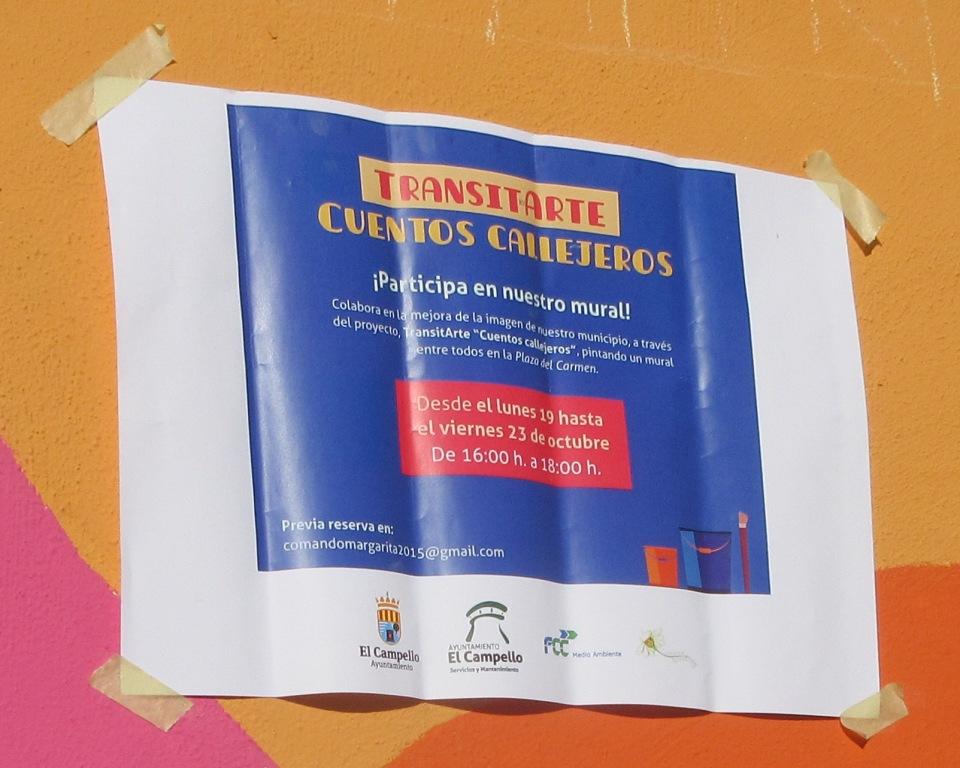 TRANSITARTE
CUENTOS CALLEJEROS
¡Participa en nuestro mural!
Colabora en la mejora de la imagen de nuestro municipio, a través
del proyecto, TransitArte "Cuentos callejeros", pintando un mural
entre todos en la Plaza del Carmen.
Desde el lunes 19 hasta
el viernes 23 de octubre
De 16:00 h. a 18:00 h.
Previa reserva en:
comandomargarita2015@gmail.com
El Campello
Ayuntamiento
AYUNTAMIENTO
El Campello
Servicios y Mantenimiento
fcc Medio Ambiente